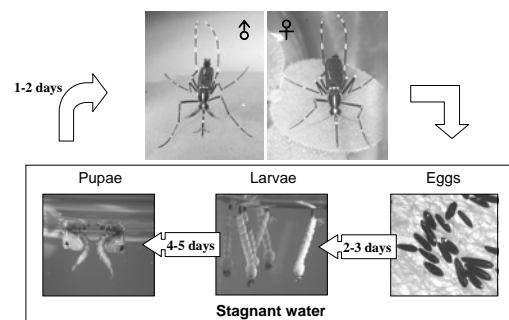 ♂ ♀
1-2 days
Pupae Larvae Eggs
4-5 days 2-3 days
Stagnant water